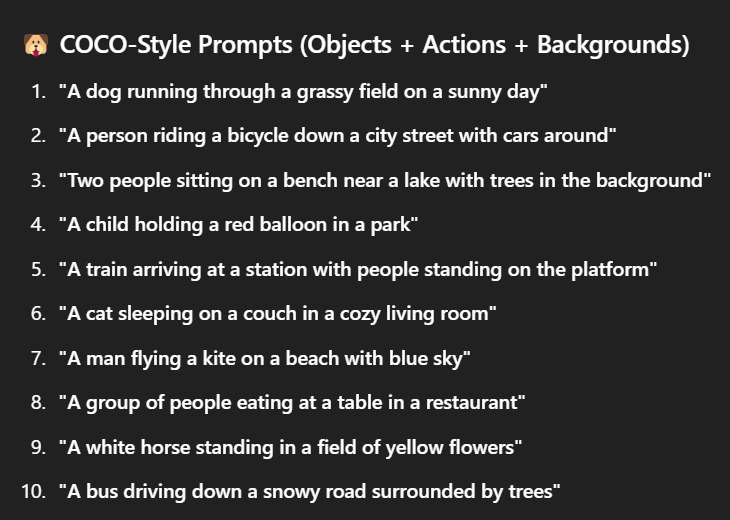 COCO-Style Prompts (Objects + Actions + Backgrounds)
1. "A dog running through a grassy field on a sunny day"
2. "A person riding a bicycle down a city street with cars around"
3. "Two people sitting on a bench near a lake with trees in the background"
4. "A child holding a red balloon in a park"
5. "A train arriving at a station with people standing on the platform"
6. "A cat sleeping on a couch in a cozy living room"
7. "A man flying a kite on a beach with blue sky"
8. "A group of people eating at a table in a restaurant"
9. "A white horse standing in a field of yellow flowers"
10. "A bus driving down a snowy road surrounded by trees"